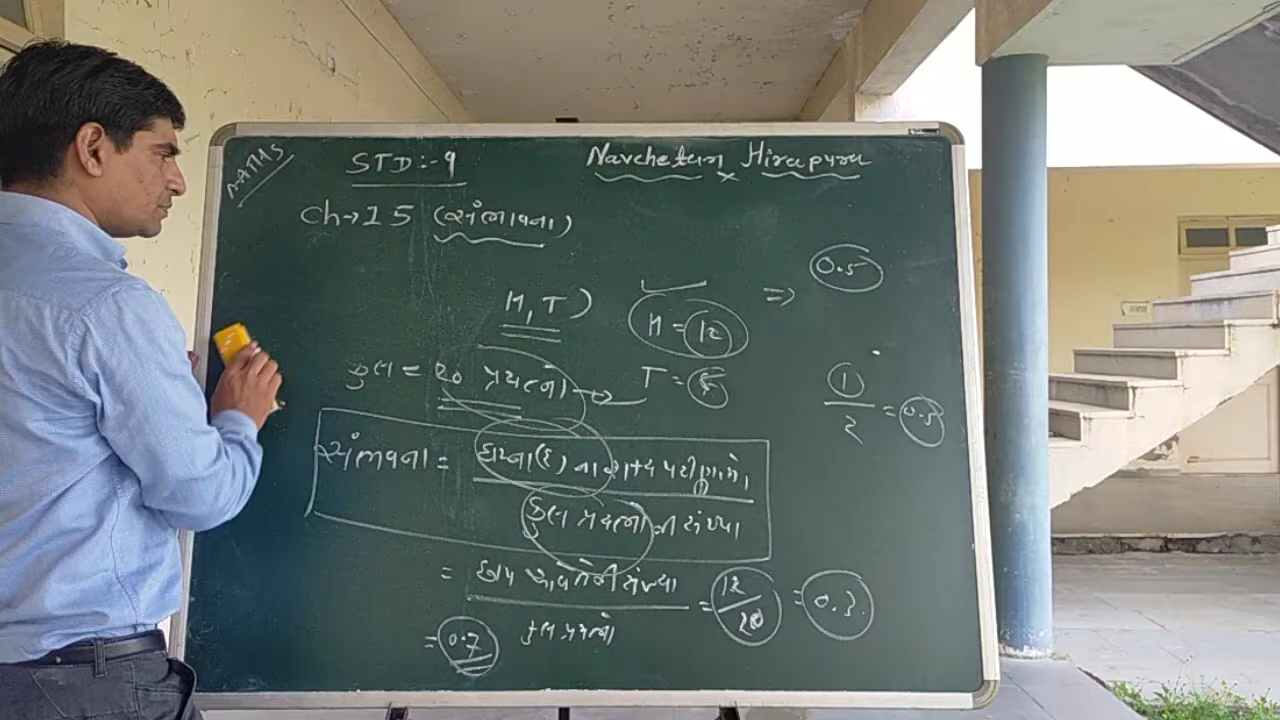 MATHS
STD:-9
Navchetan Hirapura
Ch→15 (સંભાવના)
H, T)
H = 12
⇒ 0.5
કુલ = 20 પ્રયત્નો →
T = 8
1/2 = 0.5
સંભાવના = ઘટના(E) ના શક્ય પરીણામો
કુલ પ્રયત્નોની સંખ્યા
= છાપ આવવાની સંખ્યા
કુલ પ્રયત્નો
= 12/20 = 0.3.
= 0.7